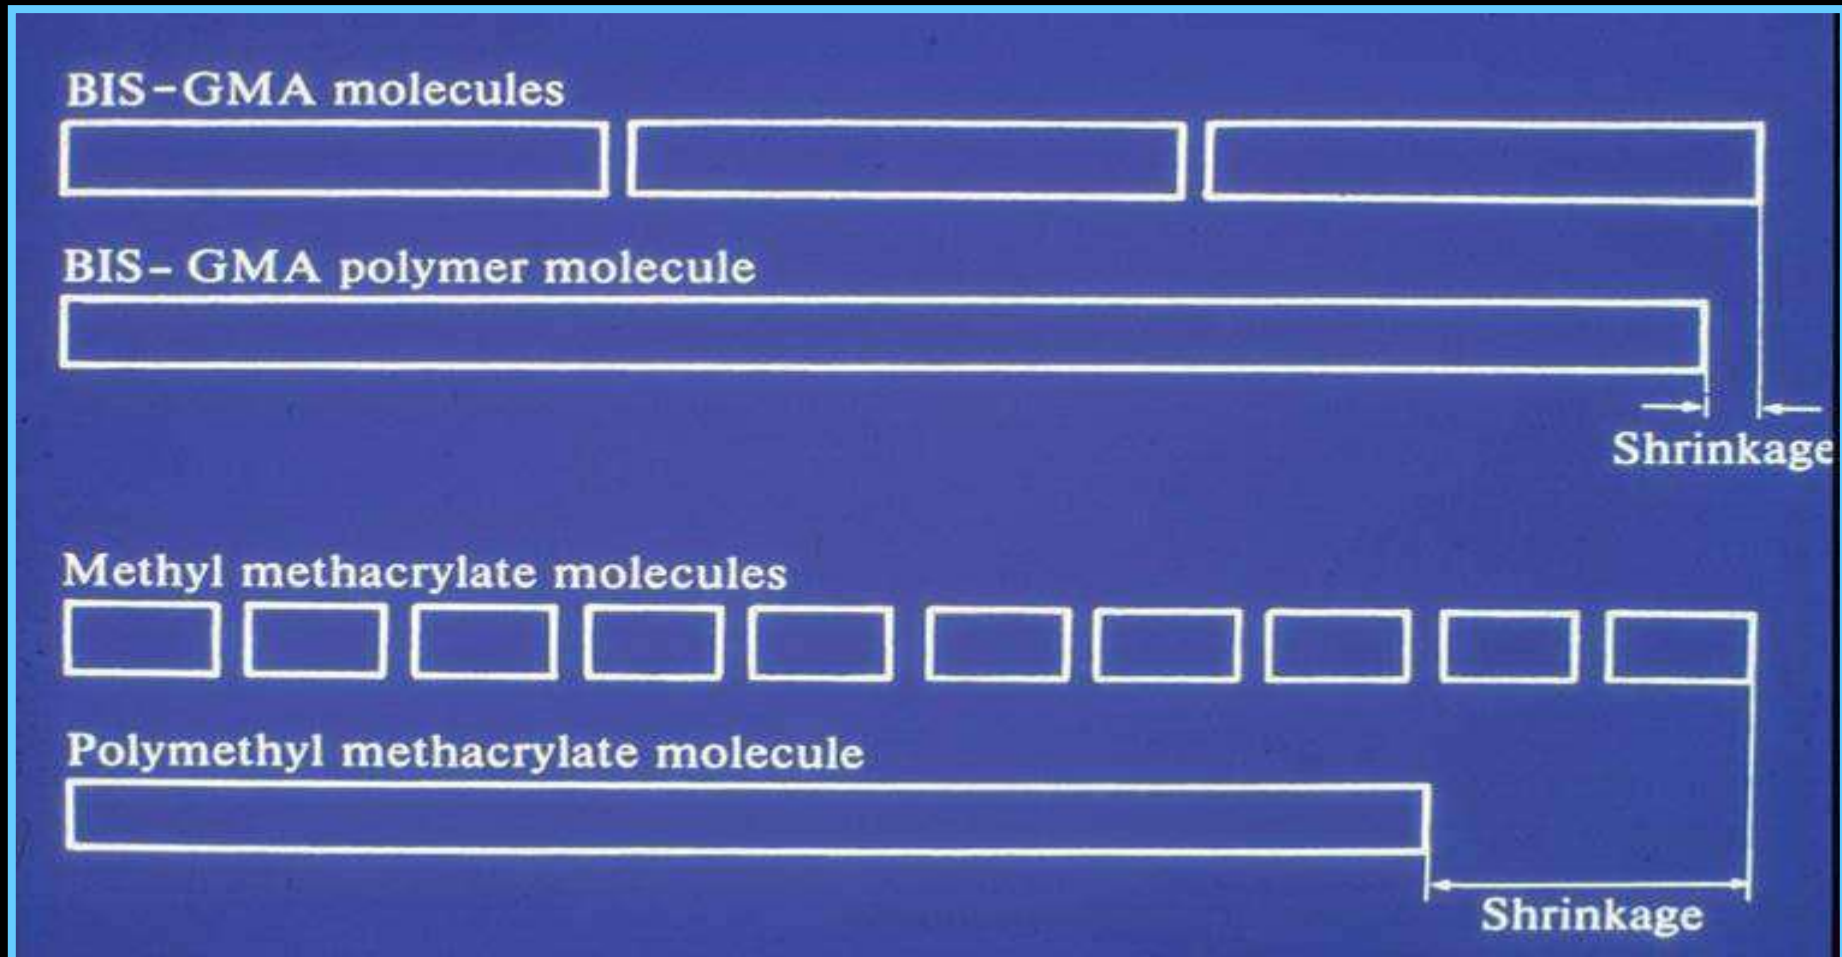 BIS-GMA molecules
BIS- GMA polymer molecule
Shrinkage
Methyl methacrylate molecules
Polymethyl methacrylate molecule
Shrinkage